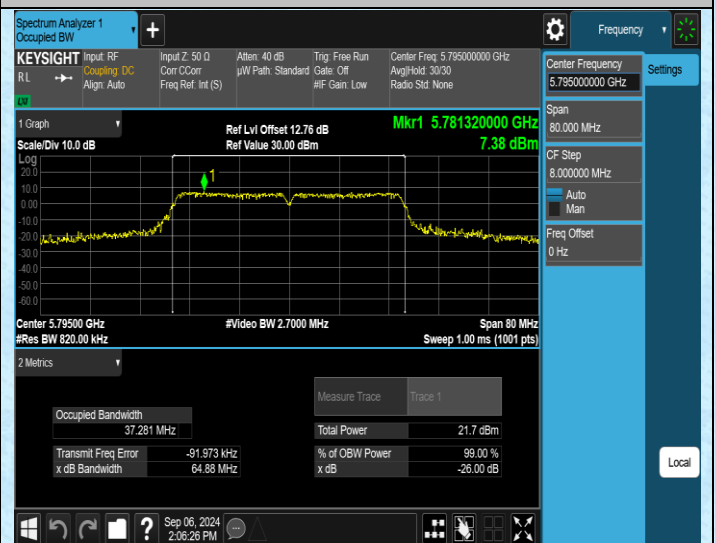 Spectrum Analyzer 1
Occupied BW
+
Frequency
KEYSIGHT
RL
LXI
Input: RF
Coupling: DC
Align: Auto
Input Z: 50 Ω
Corr CCorr
Freq Ref: Int (S)
Atten: 40 dB
µW Path: Standard
Trig: Free Run
Gate: Off
#IF Gain: Low
Center Freq: 5.795000000 GHz
Avg|Hold: 30/30
Radio Std: None
Center Frequency
5.795000000 GHz
Settings
Span
80.000 MHz
CF Step
8.000000 MHz
Auto
Man
Freq Offset
0 Hz
Local
1 Graph
Scale/Div 10.0 dB
Ref Lvl Offset 12.76 dB
Ref Value 30.00 dBm
Mkr1 5.781320000 GHz
7.38 dBm
Log
20.0
10.0
0.00
-10.0
-20.0
-30.0
-40.0
-50.0
-60.0
1
Center 5.79500 GHz
#Res BW 820.00 kHz
#Video BW 2.7000 MHz
Span 80 MHz
Sweep 1.00 ms (1001 pts)
2 Metrics
Measure Trace
Trace 1
Occupied Bandwidth
37.281 MHz
Total Power
21.7 dBm
Transmit Freq Error
-91.973 kHz
% of OBW Power
99.00 %
x dB Bandwidth
64.88 MHz
x dB
-26.00 dB
?
Sep 06, 2024
2:06:26 PM